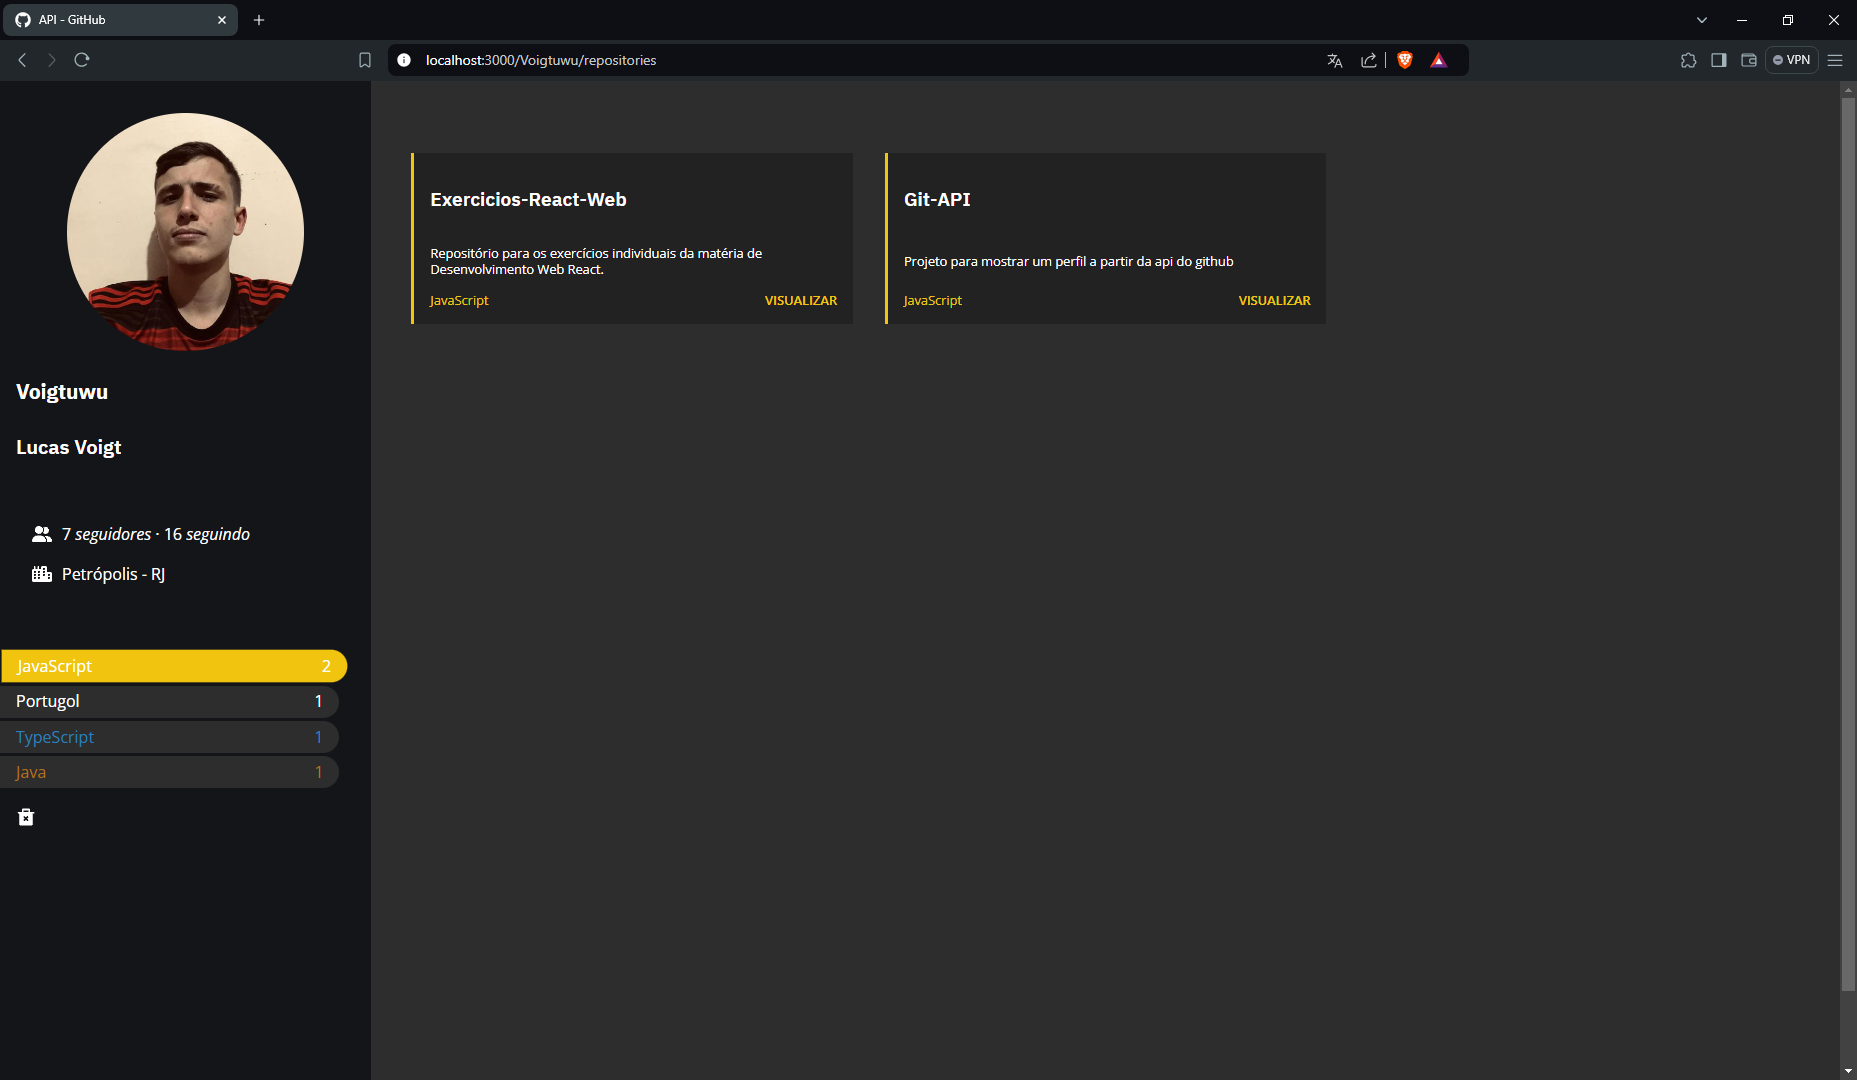 API - GitHub
localhost:3000/Voigtuwu/repositories
VPN
Voigtuwu
Lucas Voigt
7 seguidores · 16 seguindo
Petrópolis - RJ
JavaScript 2
Portugol 1
TypeScript 1
Java 1
Exercicios-React-Web
Repositório para os exercícios individuais da matéria de
Desenvolvimento Web React.
JavaScript VISUALIZAR
Git-API
Projeto para mostrar um perfil a partir da api do github
JavaScript VISUALIZAR